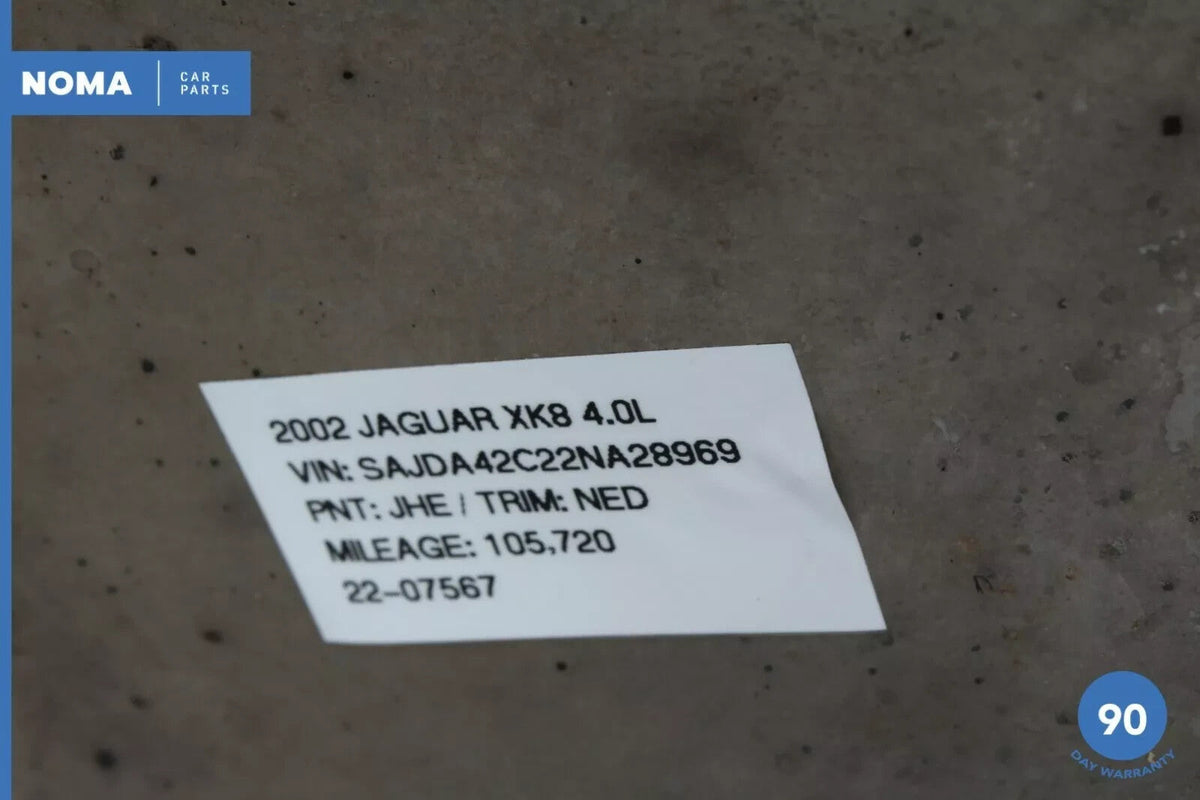 NOMA
CAR
PARTS
2002 JAGUAR XK8 4.0L
VIN: SAJDA42C22NA28969
PNT: JHE / TRIM: NED
MILEAGE: 105,720
22-07567
90
DAY WARRANTY